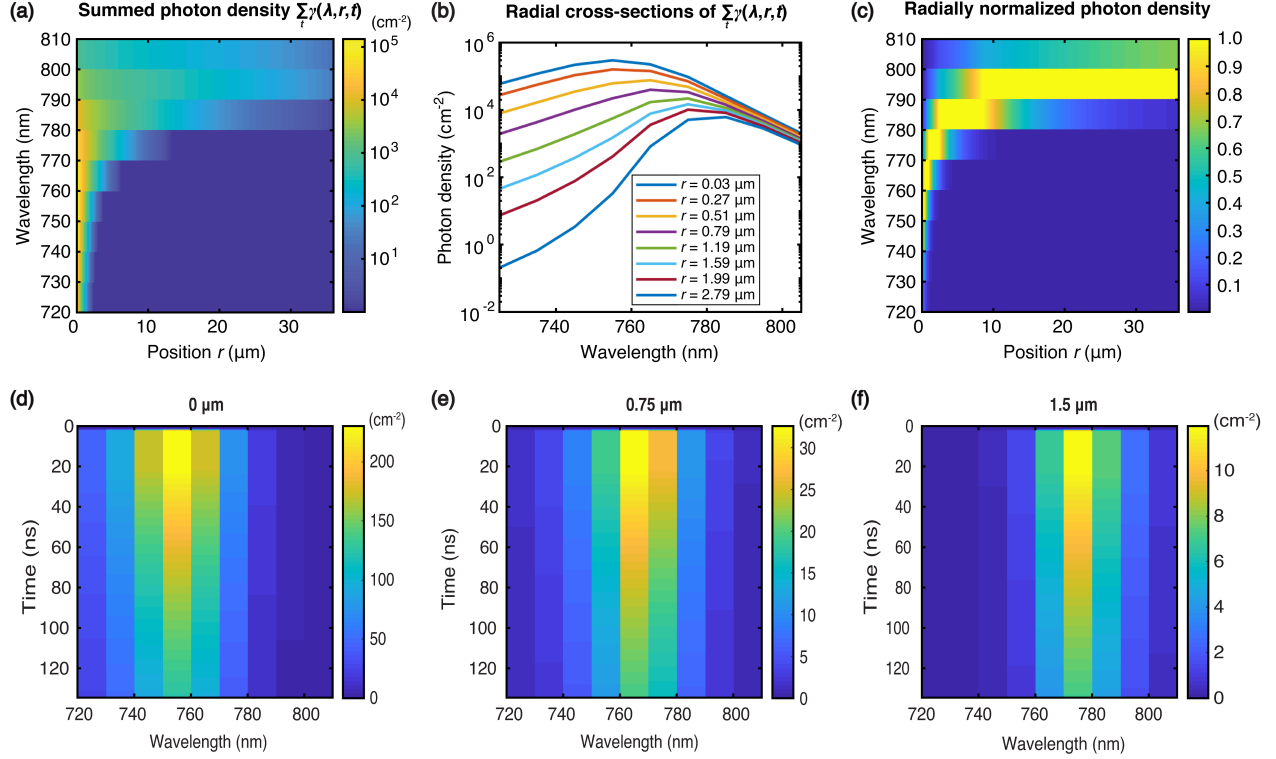 (a) Summed photon density ∑ₜ γ(λ,r,t)
(cm⁻²)
810
800
790
780
770
760
750
740
730
720
Wavelength (nm)
0 10 20 30
Position r (µm)
10⁵
10⁴
10³
10²
10¹
(b) Radial cross-sections of ∑ₜ γ(λ,r,t)
10⁶
10⁴
10²
10⁰
10⁻²
Photon density (cm⁻²)
r = 0.03 µm
r = 0.27 µm
r = 0.51 µm
r = 0.79 µm
r = 1.19 µm
r = 1.59 µm
r = 1.99 µm
r = 2.79 µm
740 760 780 800
Wavelength (nm)
(c) Radially normalized photon density
810
800
790
780
770
760
750
740
730
720
Wavelength (nm)
0 10 20 30
Position r (µm)
1.0
0.9
0.8
0.7
0.6
0.5
0.4
0.3
0.2
0.1
(d) 0 µm
(cm⁻²)
0
20
40
60
80
100
120
Time (ns)
720 740 760 780 800
Wavelength (nm)
200
150
100
50
0
(e) 0.75 µm
(cm⁻²)
0
20
40
60
80
100
120
Time (ns)
720 740 760 780 800
Wavelength (nm)
30
25
20
15
10
5
0
(f) 1.5 µm
(cm⁻²)
0
20
40
60
80
100
120
Time (ns)
720 740 760 780 800
Wavelength (nm)
10
8
6
4
2
0